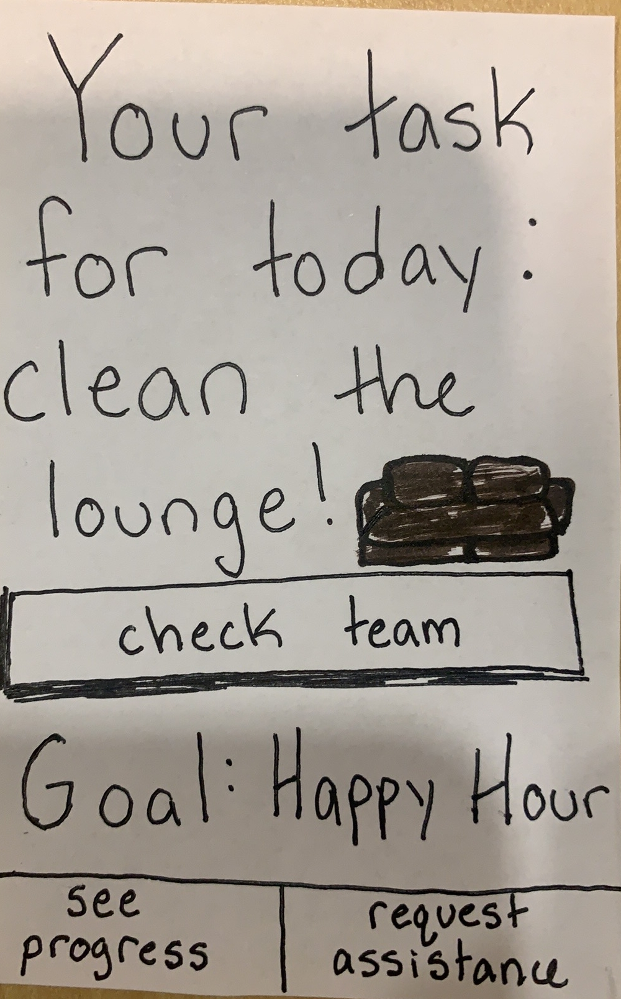 Your task
for today:
clean the
lounge!
check team
Goal: Happy Hour
see
progress
request
assistance